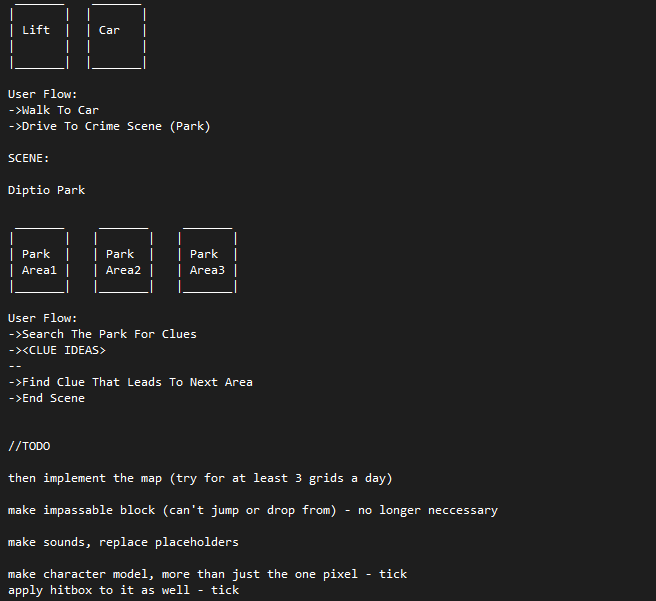 Lift Car
User Flow:
->Walk To Car
->Drive To Crime Scene (Park)
SCENE:
Diptio Park
Park Park Park
Area1 Area2 Area3
User Flow:
->Search The Park For Clues
-><CLUE IDEAS>
--
->Find Clue That Leads To Next Area
->End Scene
//TODO
then implement the map (try for at least 3 grids a day)
make impassable block (can't jump or drop from) - no longer neccessary
make sounds, replace placeholders
make character model, more than just the one pixel - tick
apply hitbox to it as well - tick